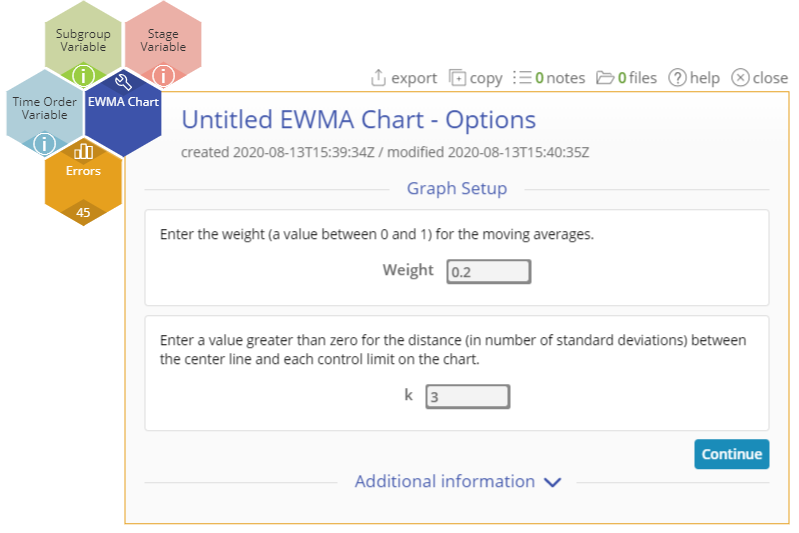 Subgroup
Variable
Stage
Variable
Time Order
Variable
EWMA Chart
Errors
45
export copy 0 notes 0 files help close
Untitled EWMA Chart - Options
created 2020-08-13T15:39:34Z / modified 2020-08-13T15:40:35Z
Graph Setup
Enter the weight (a value between 0 and 1) for the moving averages.
Weight 0.2
Enter a value greater than zero for the distance (in number of standard deviations) between
the center line and each control limit on the chart.
k 3
Continue
Additional information